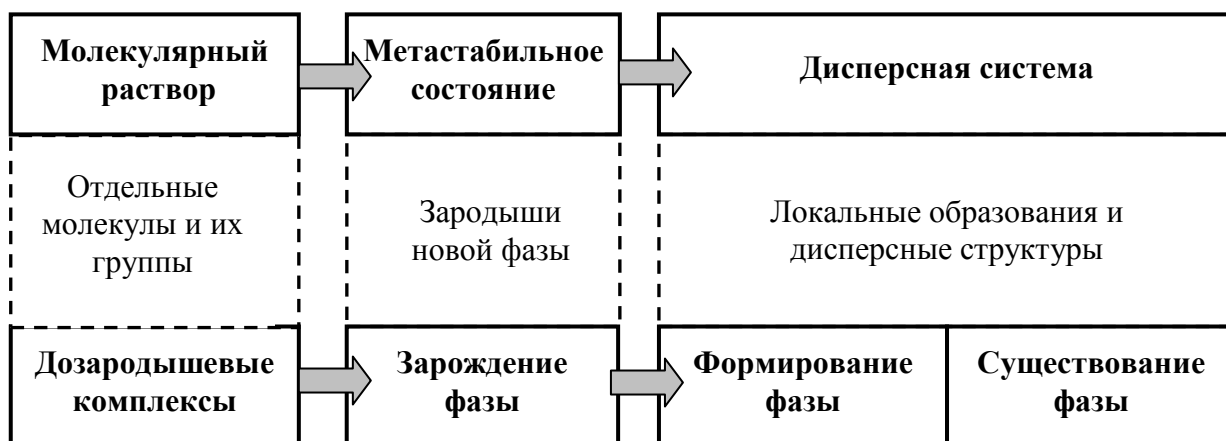 Молекулярный
раствор
Метастабильное
состояние
Дисперсная система
Отдельные
молекулы и их
группы
Зародыши
новой фазы
Локальные образования и
дисперсные структуры
Дозародышевые
комплексы
Зарождение
фазы
Формирование
фазы
Существование
фазы